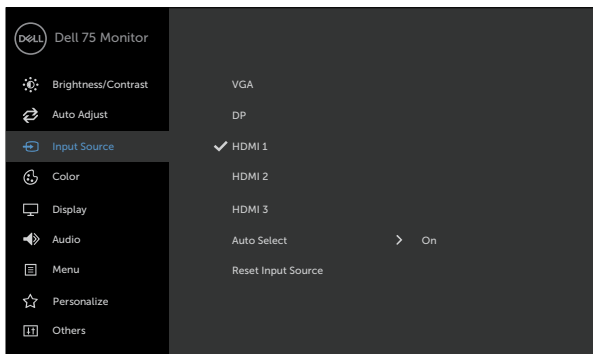 DELL
Dell 75 Monitor
Brightness/Contrast
Auto Adjust
Input Source
Color
Display
Audio
Menu
Personalize
Others
VGA
DP
HDMI 1
HDMI 2
HDMI 3
Auto Select > On
Reset Input Source